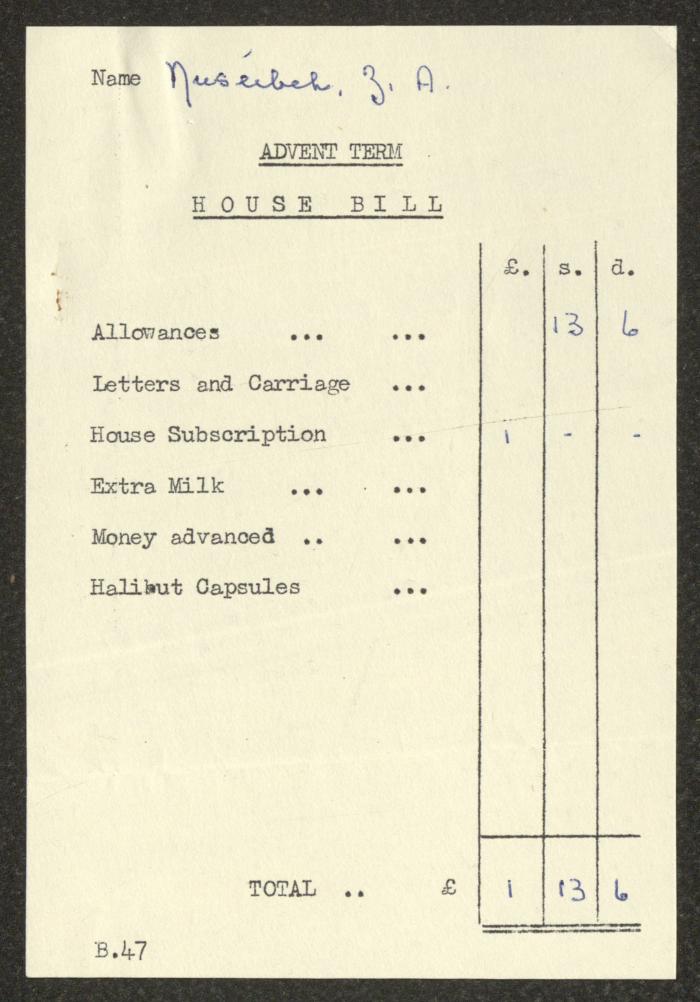 Name Nuseibeh, Z. A.
ADVENT TERM
HOUSE BILL
£. s. d.
Allowances ... ... 13 6
Letters and Carriage ...
House Subscription ... 1 - -
Extra Milk ... ...
Money advanced .. ...
Halibut Capsules ...
TOTAL .. £ 1 13 6
B.47